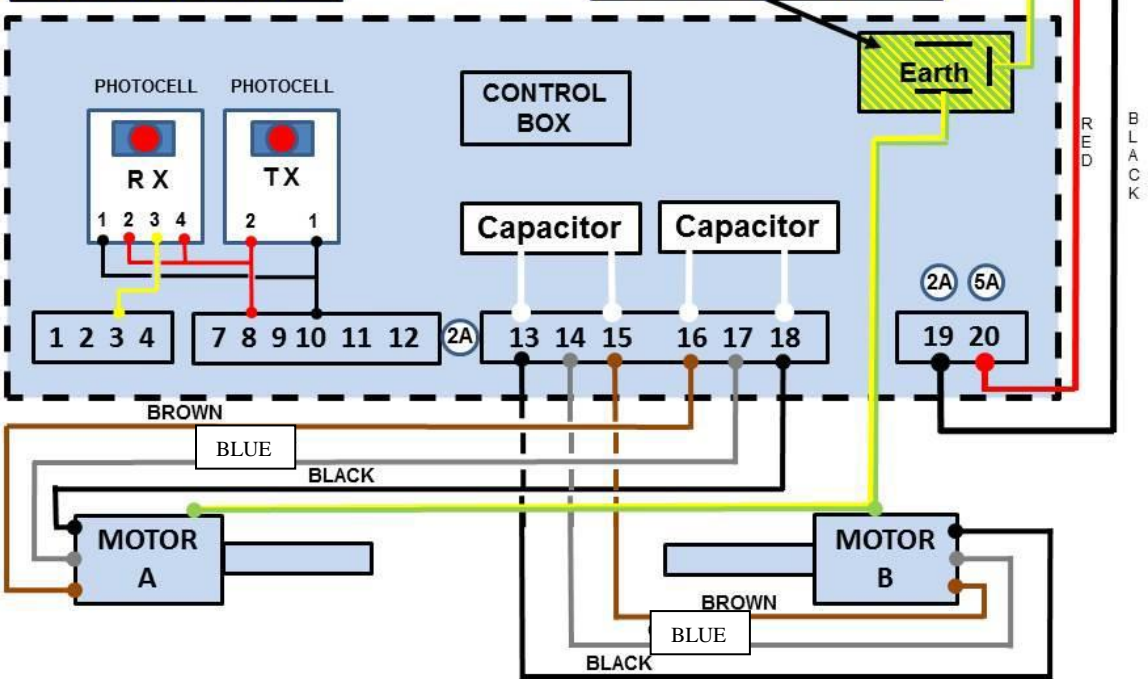 Earth
PHOTOCELL PHOTOCELL
CONTROL
BOX
RED
BLACK
R X
TX
1 2 3 4
2 1
Capacitor
Capacitor
2A 5A
1 2 3 4
7 8 9 10 11 12
2A
13 14 15 16 17 18
19 20
BROWN
BLUE
BLACK
MOTOR
A
MOTOR
B
BROWN
BLUE
BLACK